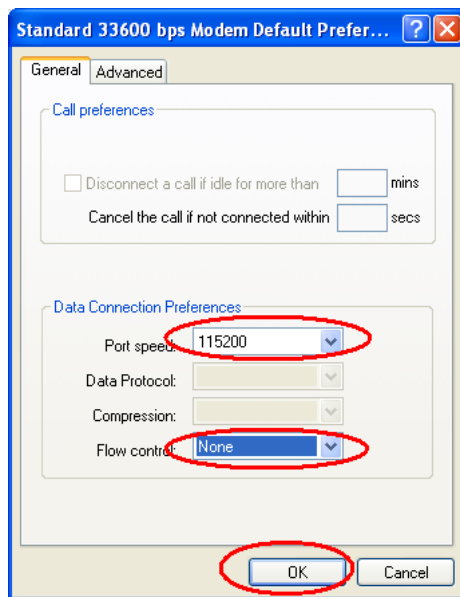 Standard 33600 bps Modem Default Prefer...
General Advanced
Call preferences
Disconnect a call if idle for more than mins
Cancel the call if not connected within secs
Data Connection Preferences
Port speed: 115200
Data Protocol:
Compression:
Flow control: None
OK Cancel